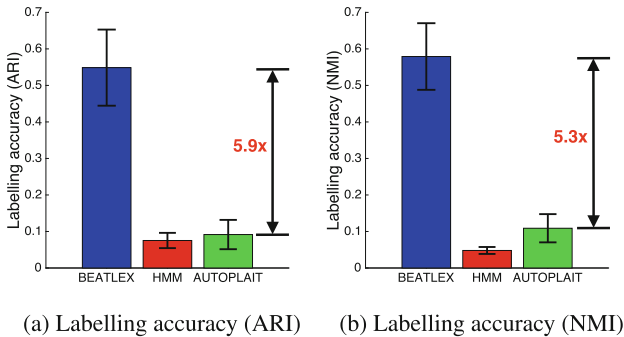 Labelling accuracy (ARI)
0.7
0.6
0.5
0.4
0.3
0.2
0.1
0
5.9x
BEATLEX HMM AUTOPLAIT
(a) Labelling accuracy (ARI)
Labelling accuracy (NMI)
0.7
0.6
0.5
0.4
0.3
0.2
0.1
0
5.3x
BEATLEX HMM AUTOPLAIT
(b) Labelling accuracy (NMI)